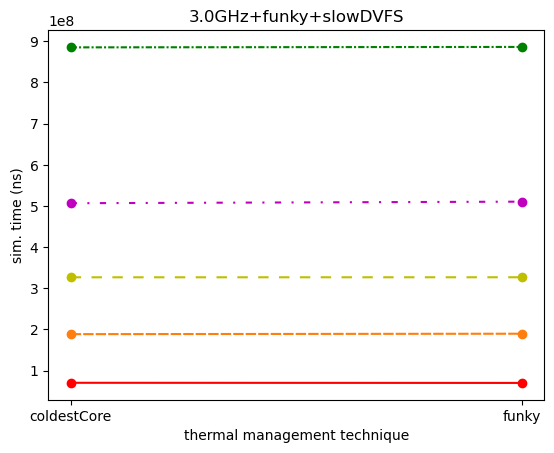 3.0GHz+funky+slowDVFS
1e8
9
8
7
6
5
4
3
2
1
sim. time (ns)
coldestCore
funky
thermal management technique